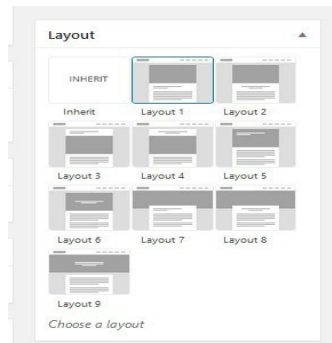 Layout
INHERIT
Inherit Layout 1 Layout 2
Layout 3 Layout 4 Layout 5
Layout 6 Layout 7 Layout 8
Layout 9
Choose a layout